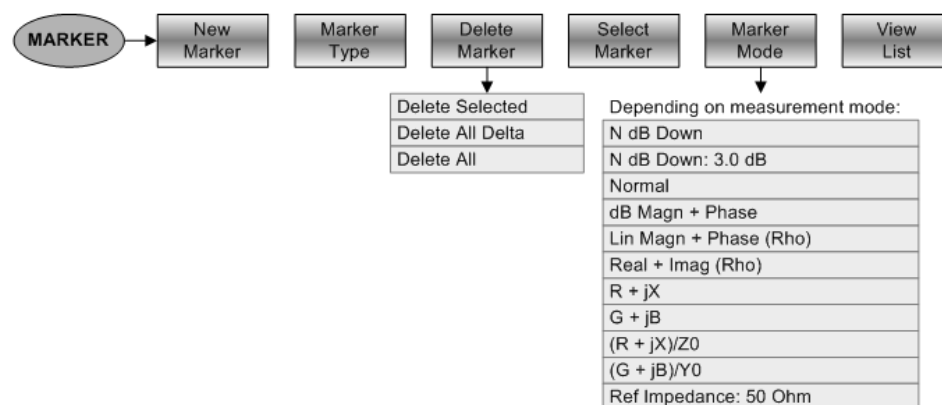 MARKER
New
Marker
Marker
Type
Delete
Marker
Select
Marker
Marker
Mode
View
List
Delete Selected
Delete All Delta
Delete All
Depending on measurement mode:
N dB Down
N dB Down: 3.0 dB
Normal
dB Magn + Phase
Lin Magn + Phase (Rho)
Real + Imag (Rho)
R + jX
G + jB
(R + jX)/Z0
(G + jB)/Y0
Ref Impedance: 50 Ohm